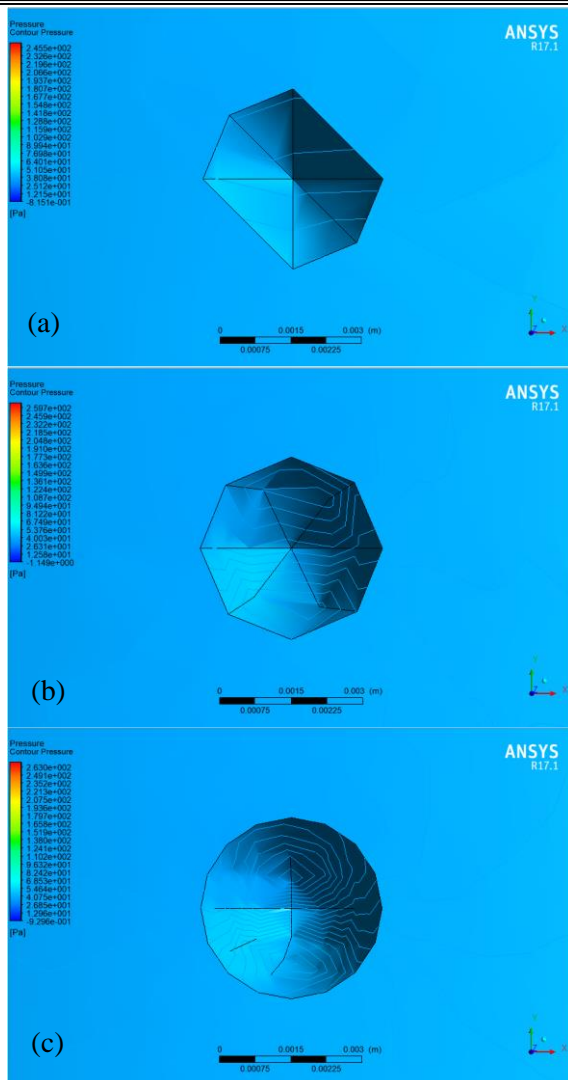 Pressure
Contour Pressure
ANSYS
R17.1
2.455e+002
2.326e+002
2.196e+002
2.066e+002
1.937e+002
1.807e+002
1.677e+002
1.548e+002
1.418e+002
1.288e+002
1.159e+002
1.029e+002
8.994e+001
7.698e+001
6.401e+001
5.105e+001
3.808e+001
2.512e+001
1.215e+001
-8.151e-001
[Pa]
(a)
Y
Z X
0 0.0015 0.003 (m)
0.00075 0.00225
Pressure
Contour Pressure
ANSYS
R17.1
2.597e+002
2.459e+002
2.322e+002
2.185e+002
2.048e+002
1.910e+002
1.773e+002
1.636e+002
1.499e+002
1.361e+002
1.224e+002
1.087e+002
9.494e+001
8.122e+001
6.749e+001
5.376e+001
4.003e+001
2.631e+001
1.258e+001
-1.149e+000
[Pa]
(b)
Y
Z X
0 0.0015 0.003 (m)
0.00075 0.00225
Pressure
Contour Pressure
ANSYS
R17.1
2.630e+002
2.491e+002
2.352e+002
2.213e+002
2.075e+002
1.936e+002
1.797e+002
1.658e+002
1.519e+002
1.380e+002
1.241e+002
1.102e+002
9.632e+001
8.242e+001
6.853e+001
5.464e+001
4.075e+001
2.685e+001
1.296e+001
-9.296e-001
[Pa]
(c)
Y
Z X
0 0.0015 0.003 (m)
0.00075 0.00225